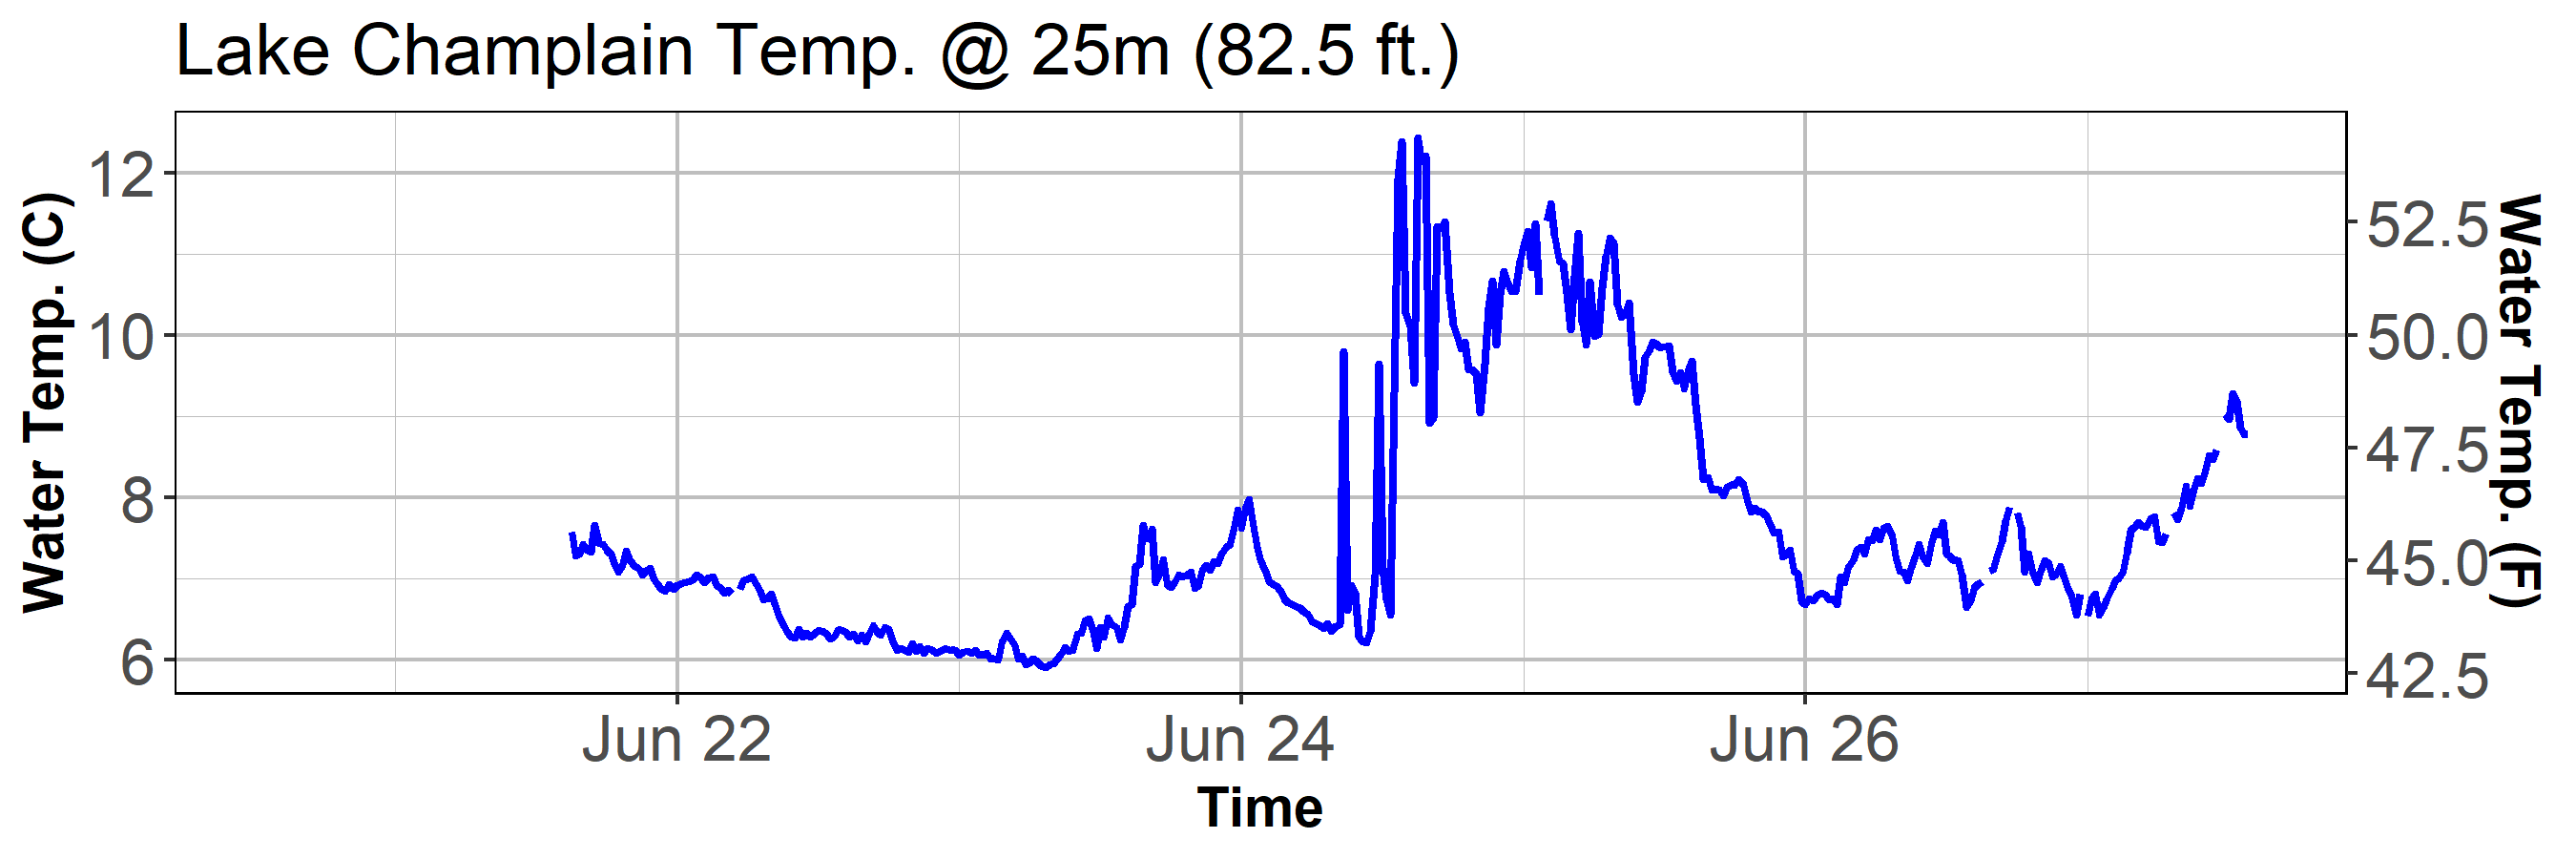 Lake Champlain Temp. @ 25m (82.5 ft.)
Water Temp. (C)
12
10
8
6
52.5
50.0
47.5
45.0
42.5
Water Temp. (F)
Jun 22
Jun 24
Jun 26
Time